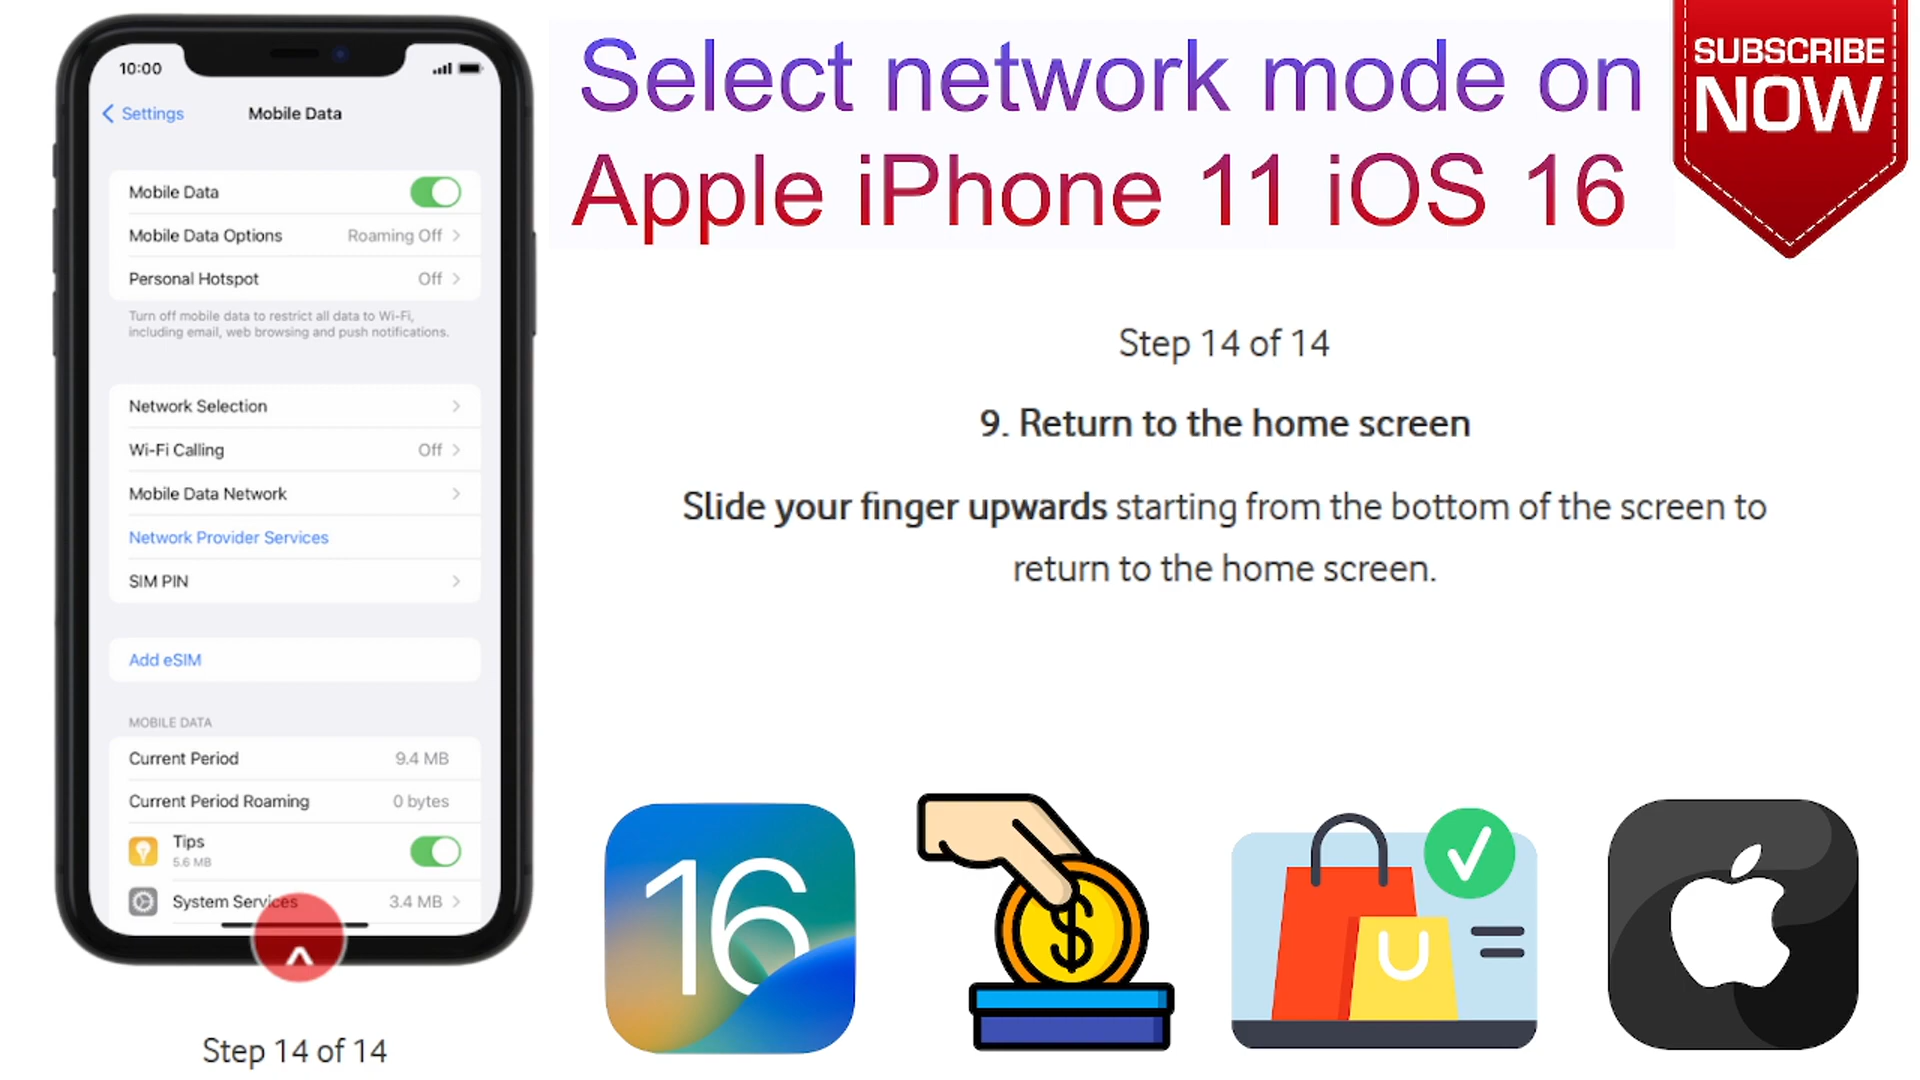 10:00
Settings
Mobile Data
Mobile Data
Mobile Data Options Roaming Off
Personal Hotspot Off
Turn off mobile data to restrict all data to Wi-Fi,
including email, web browsing and push notifications.
Network Selection
Wi-Fi Calling Off
Mobile Data Network
Network Provider Services
SIM PIN
Add eSIM
MOBILE DATA
Current Period 9.4 MB
Current Period Roaming 0 bytes
Tips
5.6 MB
System Services 3.4 MB
Step 14 of 14
Select network mode on
Apple iPhone 11 iOS 16
SUBSCRIBE
NOW
Step 14 of 14
9. Return to the home screen
Slide your finger upwards starting from the bottom of the screen to
return to the home screen.
16
$